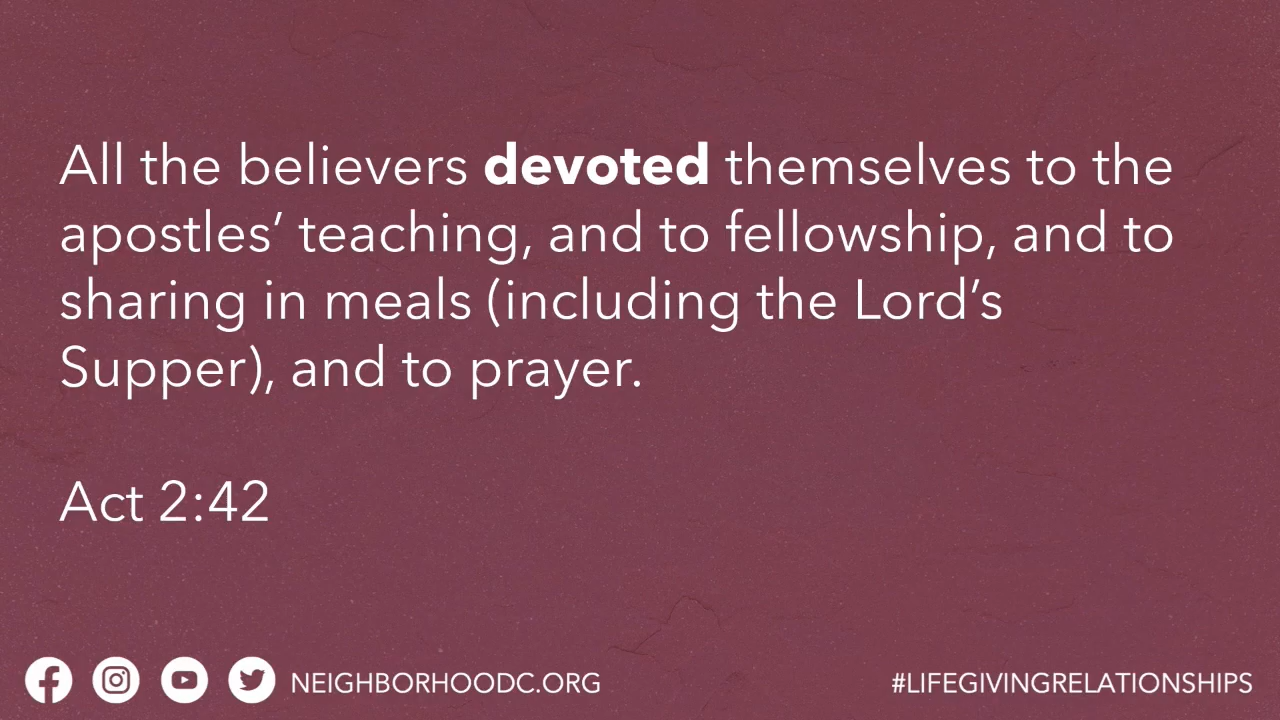 All the believers devoted themselves to the
apostles’ teaching, and to fellowship, and to
sharing in meals (including the Lord’s
Supper), and to prayer.
Act 2:42
NEIGHBORHOODC.ORG
#LIFEGIVINGRELATIONSHIPS